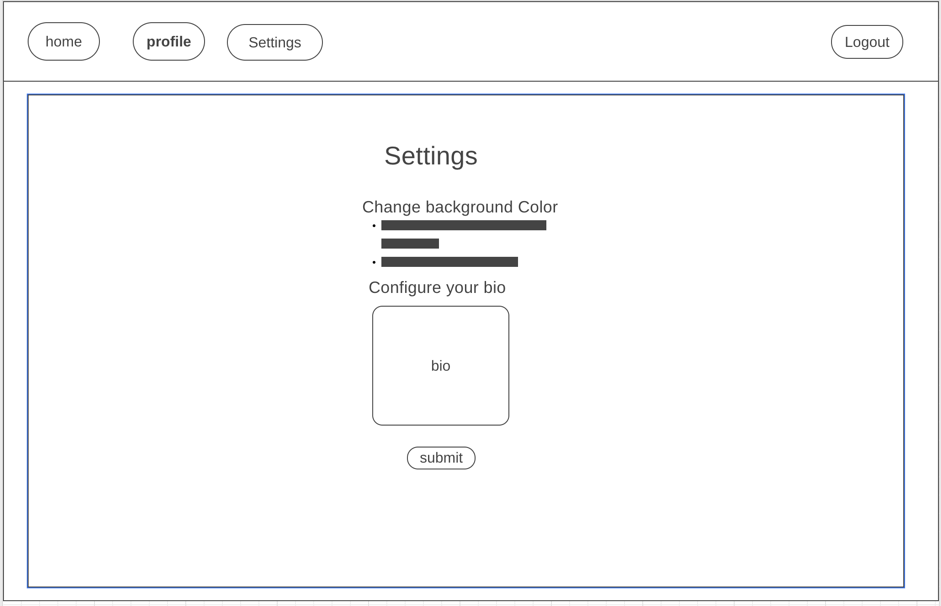 home
profile
Settings
Logout
Settings
Change background Color
Configure your bio
bio
submit